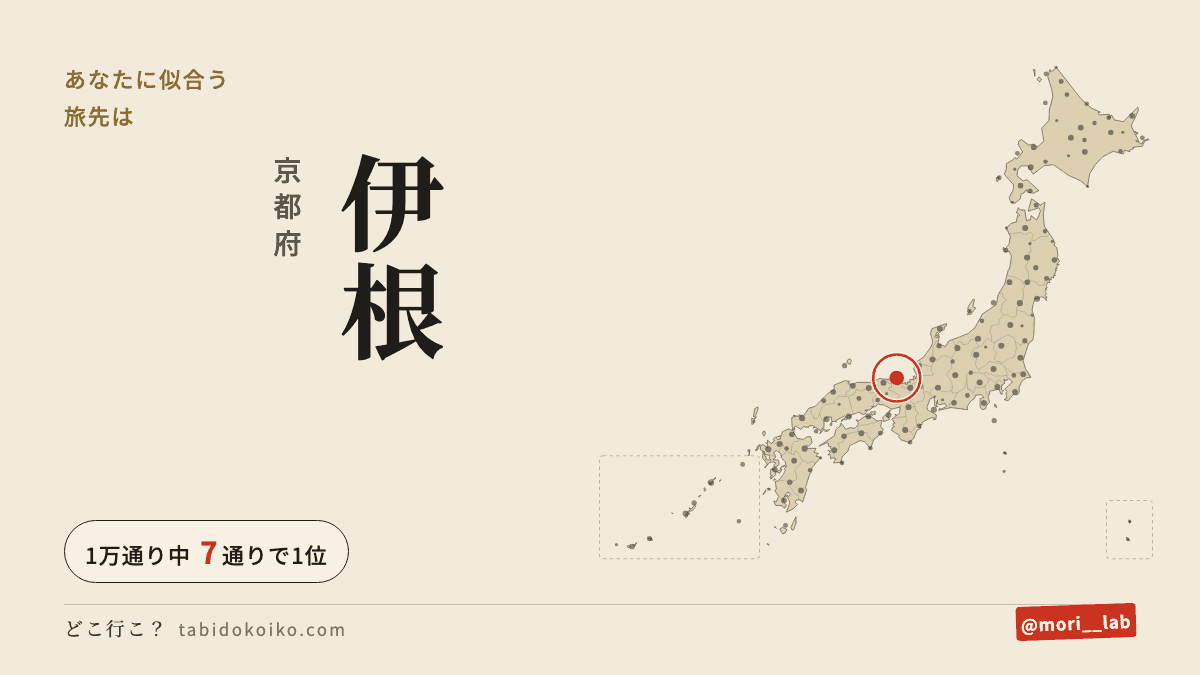 あなたに似合う
旅先は
京都府
伊根
1万通り中 7通りで1位
どこ行こ? tabidokoiko.com
@mori__lab